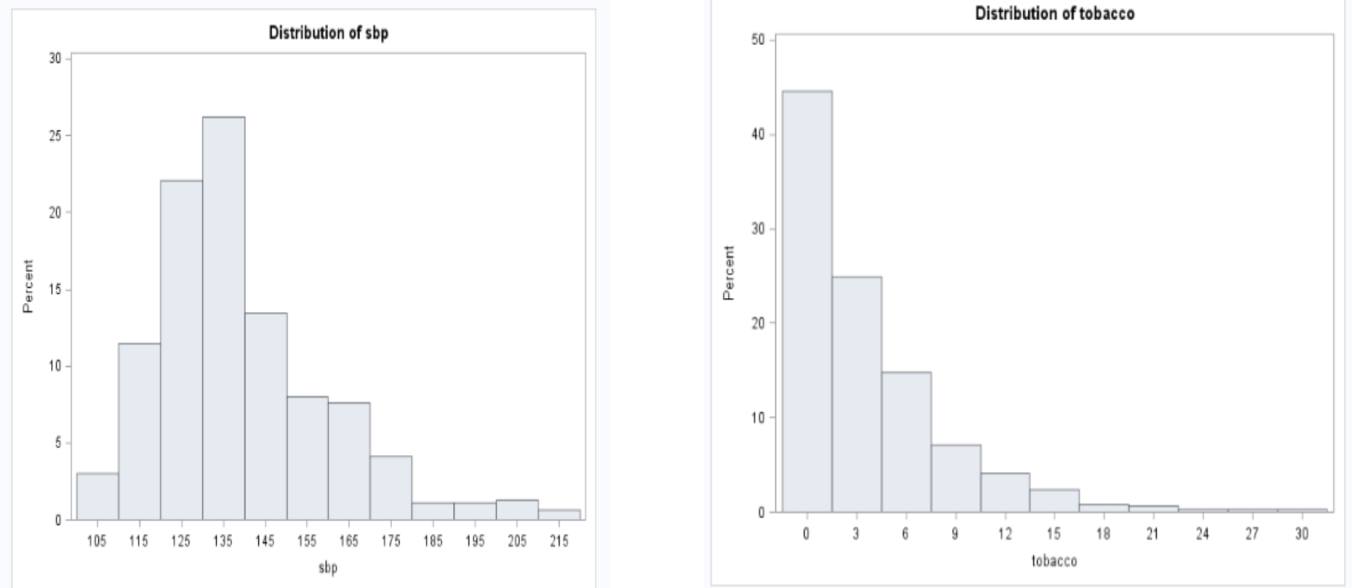 Distribution of sbp
30
25
20
15
10
5
0
Percent
105 115 125 135 145 155 165 175 185 195 205 215
sbp
Distribution of tobacco
50
40
30
20
10
0
Percent
0 3 6 9 12 15 18 21 24 27 30
tobacco